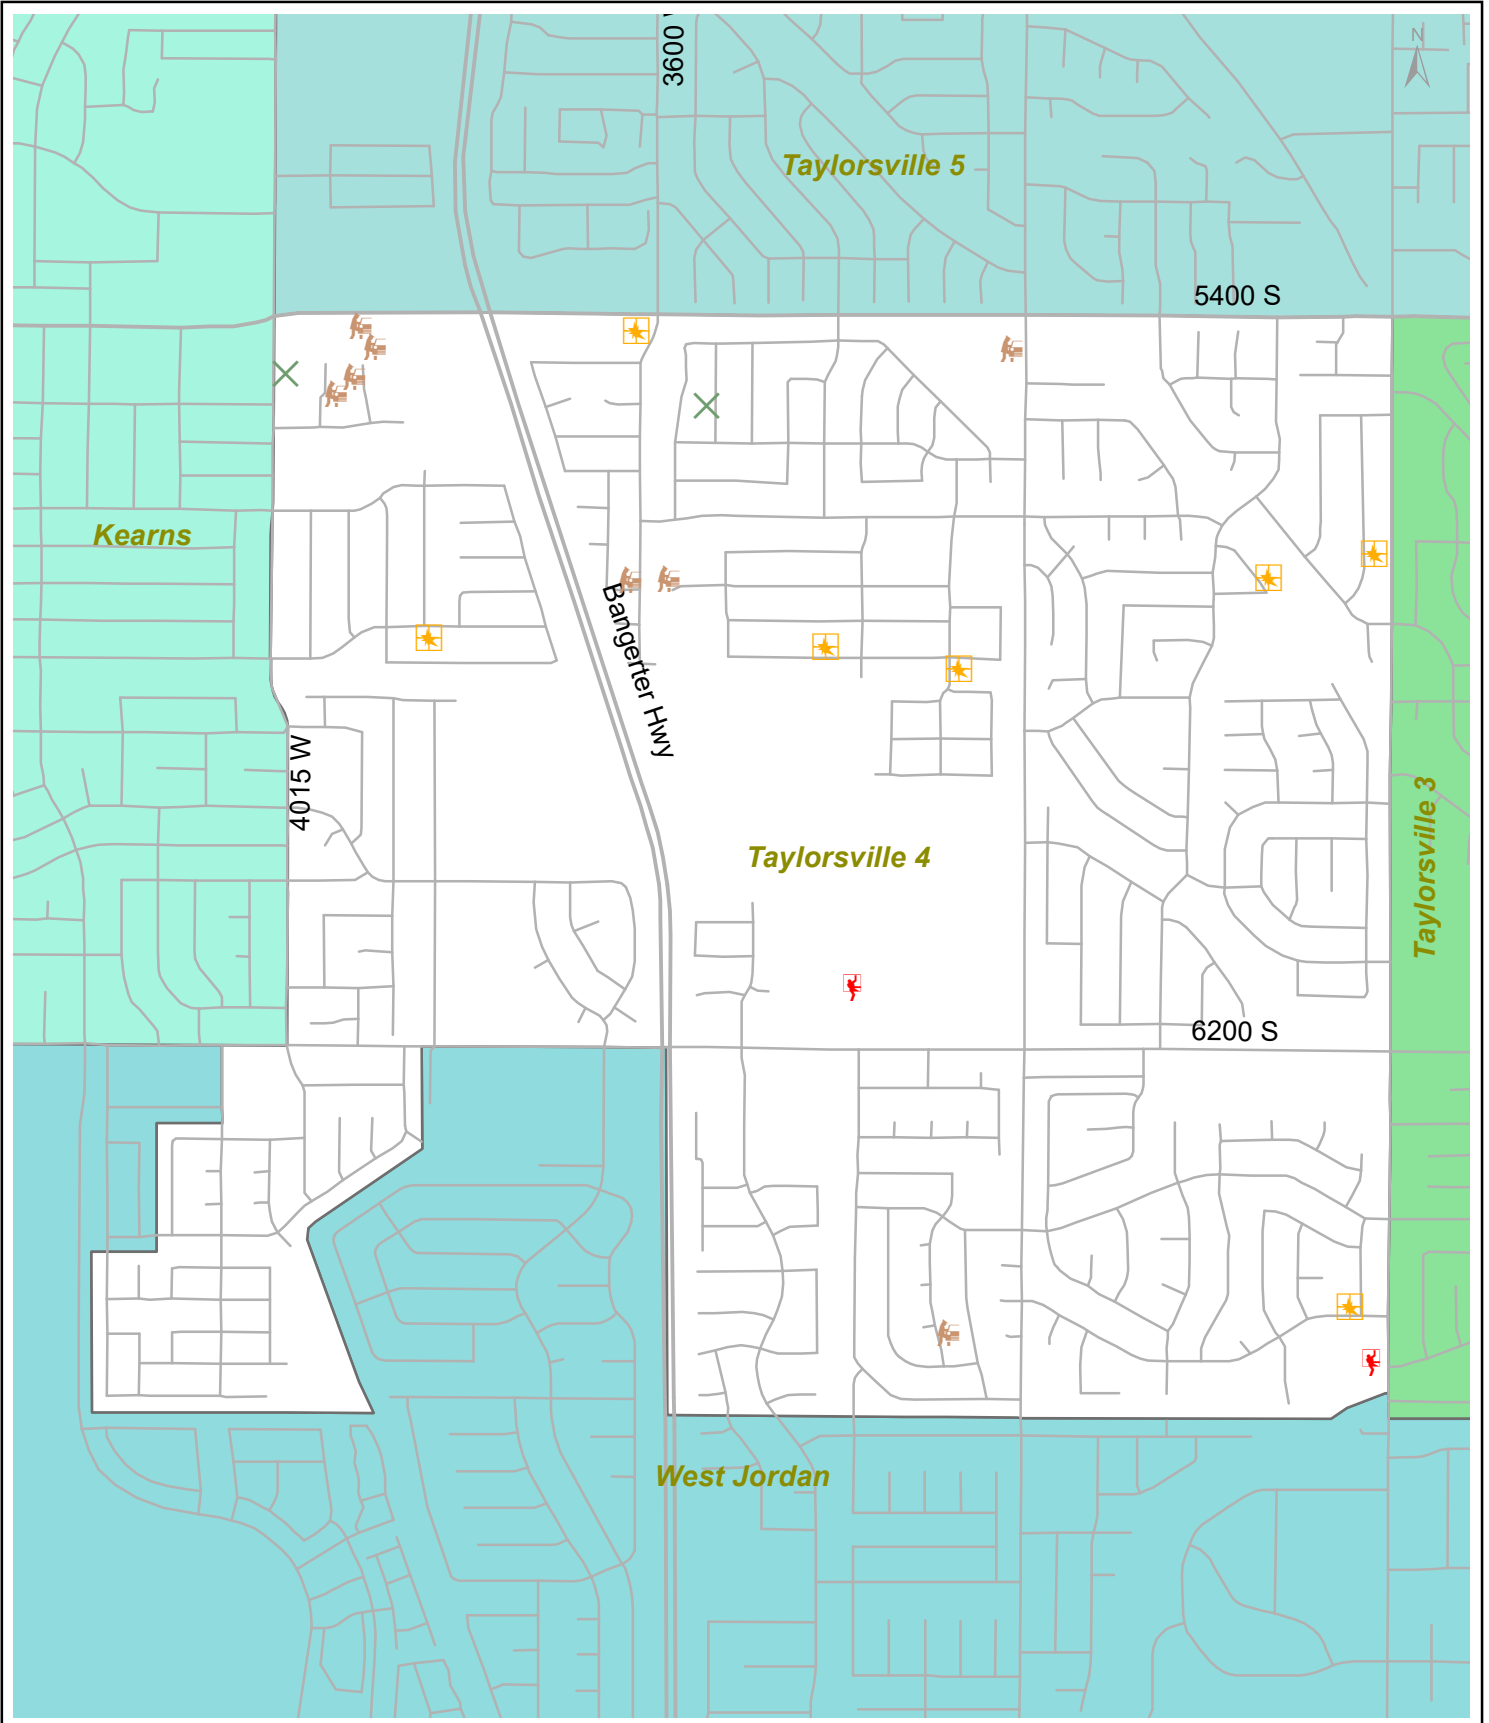 N
3600
Taylorsville 5
5400 S
Kearns
Bangerter Hwy
4015 W
Taylorsville 4
Taylorsville 3
6200 S
West Jordan